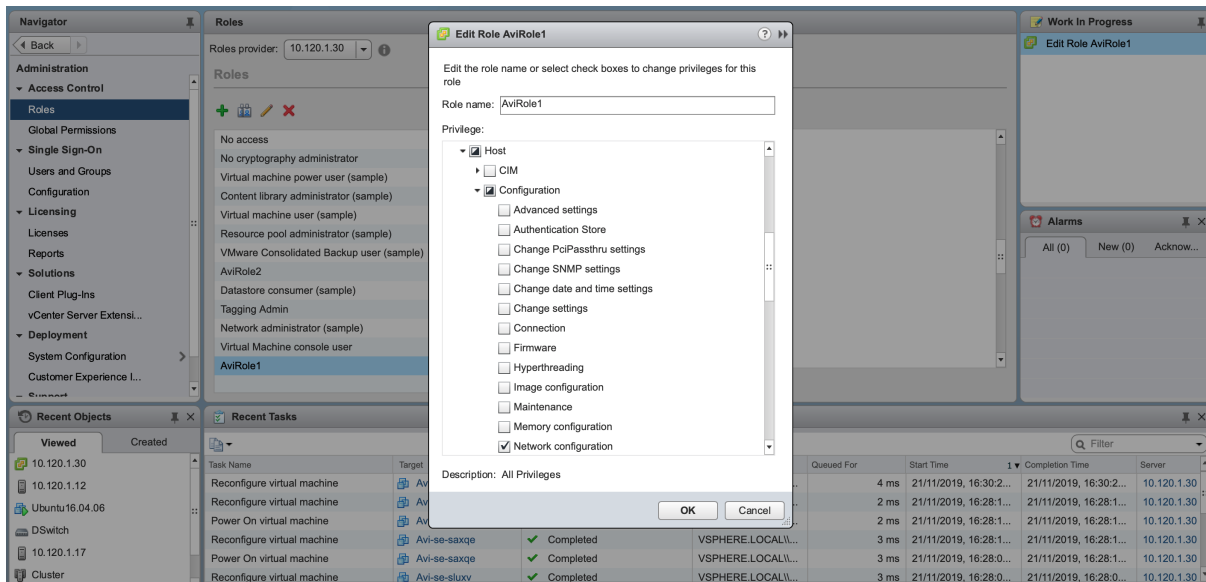 Navigator
Back
Administration
Access Control
Roles
Global Permissions
Single Sign-On
Users and Groups
Configuration
Licensing
Licenses
Reports
Solutions
Client Plug-Ins
vCenter Server Extensi...
Deployment
System Configuration
Customer Experience I...
Support
Roles
Roles provider: 10.120.1.30
Roles
No access
No cryptography administrator
Virtual machine power user (sample)
Content library administrator (sample)
Virtual machine user (sample)
Resource pool administrator (sample)
VMware Consolidated Backup user (sample)
AviRole2
Datastore consumer (sample)
Tagging Admin
Network administrator (sample)
Virtual Machine console user
AviRole1
Edit Role AviRole1
Edit the role name or select check boxes to change privileges for this
role
Role name: AviRole1
Privilege:
Host
CIM
Configuration
Advanced settings
Authentication Store
Change PciPassthru settings
Change SNMP settings
Change date and time settings
Change settings
Connection
Firmware
Hyperthreading
Image configuration
Maintenance
Memory configuration
Network configuration
Description: All Privileges
OK Cancel
Work In Progress
Edit Role AviRole1
Alarms
All (0) New (0) Acknow...
Recent Objects
Viewed Created
10.120.1.30
10.120.1.12
Ubuntu16.04.06
DSwitch
10.120.1.17
Cluster
Recent Tasks
Filter
Task Name Target Queued For Start Time 1 Completion Time Server
Reconfigure virtual machine Av 4 ms 21/11/2019, 16:30:2... 21/11/2019, 16:30:2... 10.120.1.30
Reconfigure virtual machine Av 2 ms 21/11/2019, 16:28:1... 21/11/2019, 16:28:1... 10.120.1.30
Power On virtual machine Av 2 ms 21/11/2019, 16:28:1... 21/11/2019, 16:28:1... 10.120.1.30
Reconfigure virtual machine Avi-se-saxqe Completed VSPHERE.LOCAL\\... 3 ms 21/11/2019, 16:28:1... 21/11/2019, 16:28:1... 10.120.1.30
Power On virtual machine Avi-se-saxqe Completed VSPHERE.LOCAL\\... 3 ms 21/11/2019, 16:28:0... 21/11/2019, 16:28:1... 10.120.1.30
Reconfigure virtual machine Avi-se-sluxv Completed VSPHERE.LOCAL\\... 3 ms 21/11/2019, 16:28:0... 21/11/2019, 16:28:0... 10.120.1.30